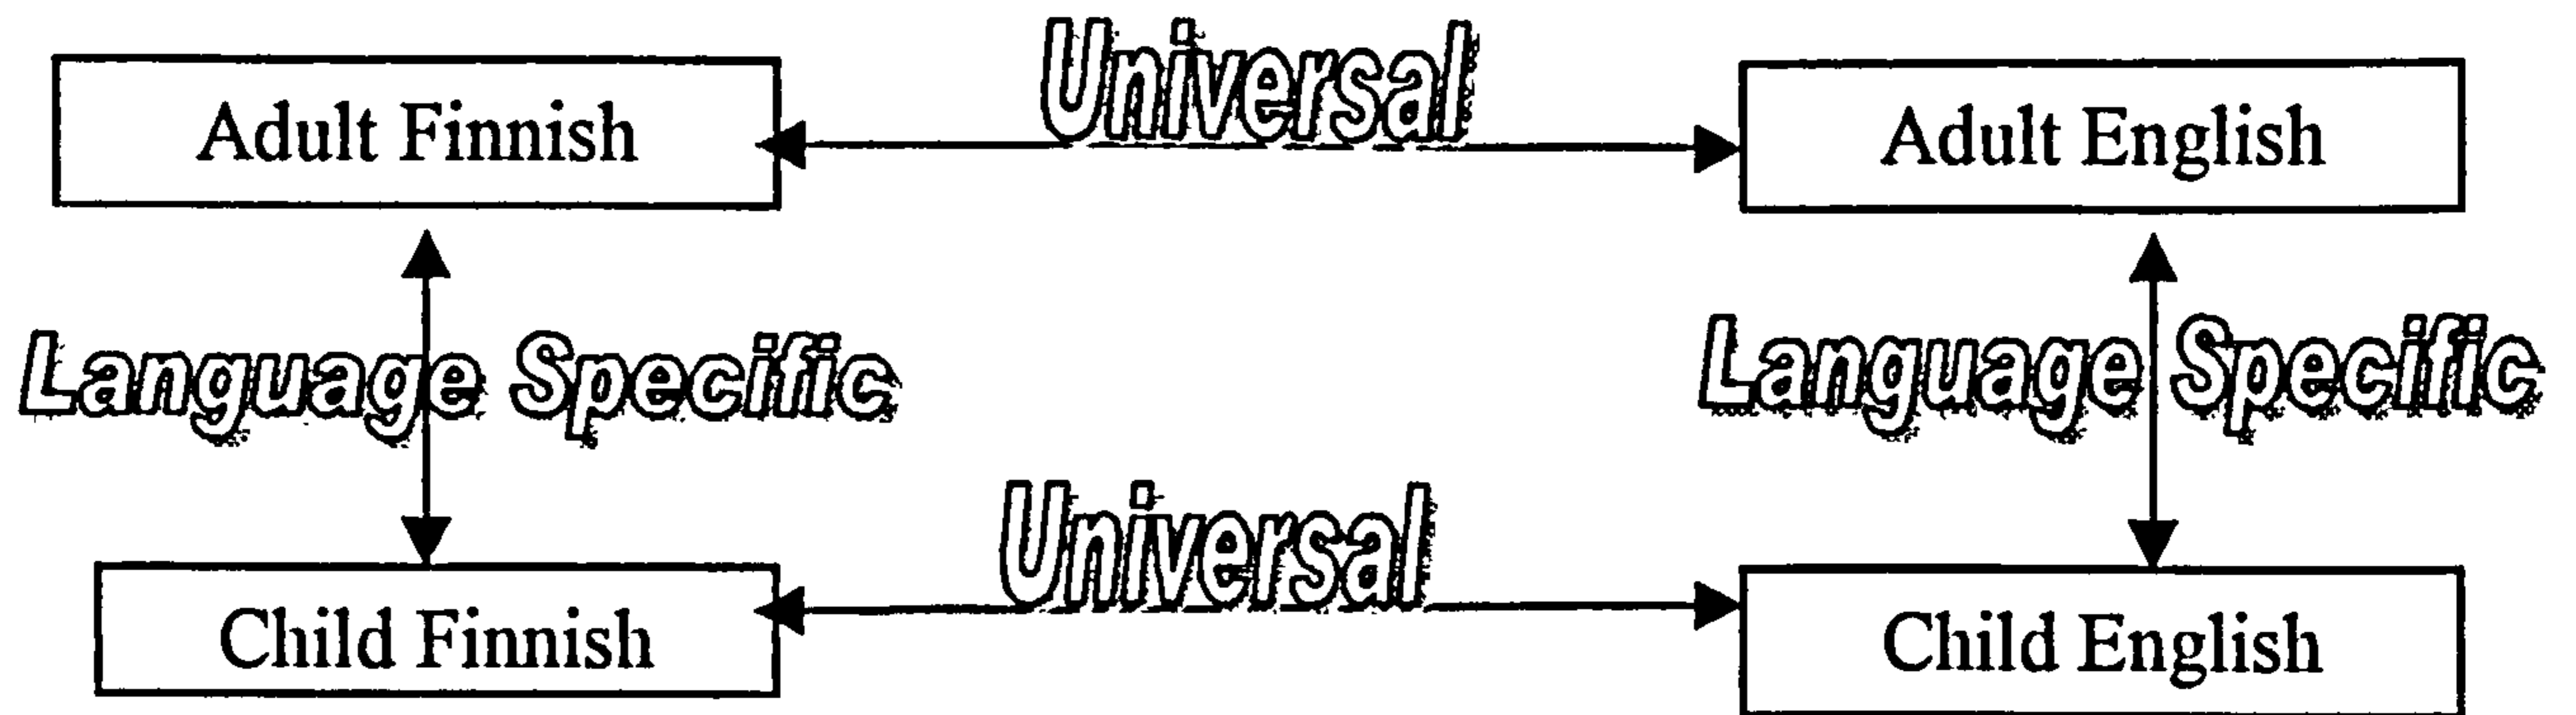 Universal
Adult Finnish
Adult English
Language Specific
Language Specific
Universal
Child Finnish
Child English